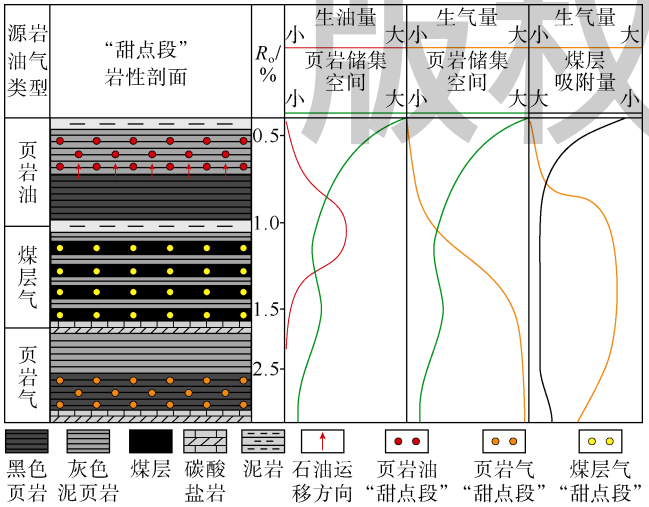 源岩
油气
类型
“甜点段”
岩性剖面
Ro/
%
生油量
小 大
页岩储集
空间
小 大
生气量
小 大
页岩储集
空间
小 大
生气量
小 大
煤层
吸附量
大 小
版权
页
岩
油
煤
层
气
页
岩
气
0.5
1.0
1.5
2.5
黑色
页岩
灰色
泥页岩
煤层
碳酸
盐岩
泥岩
石油运
移方向
页岩油
“甜点段”
页岩气
“甜点段”
煤层气
“甜点段”